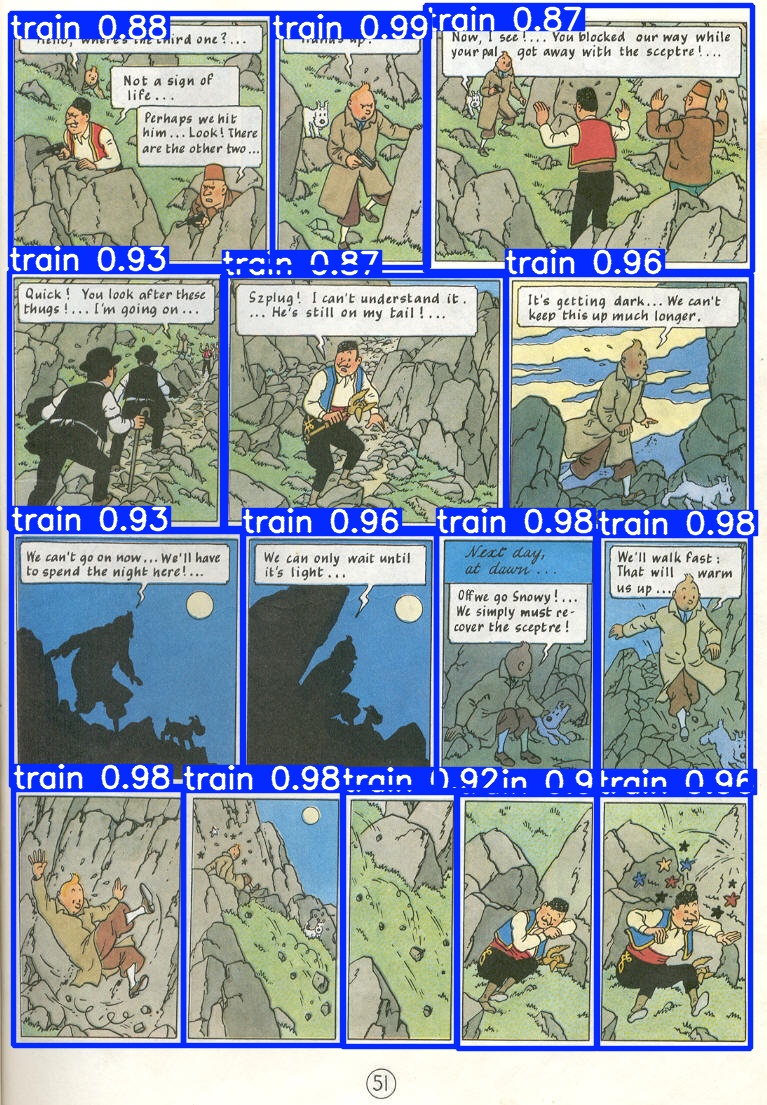 train 0.88
train 0.99
train 0.87
Hello, where's the third one?...
Not a sign of
life...
Perhaps we hit
him... Look! There
are the other two...
Hands up!
Now, I see!... You blocked our way while
your pal got away with the sceptre!...
train 0.93
train 0.87
train 0.96
Quick! You look after these
thugs!... I'm going on...
Szplug! I can't understand it.
... He's still on my tail!...
It's getting dark... We can't
keep this up much longer.
train 0.93
train 0.96
train 0.98
train 0.98
We can't go on now... We'll have
to spend the night here!...
We can only wait until
it's light...
Next day,
at dawn...
Off we go Snowy!...
We simply must re-
cover the sceptre!
We'll walk fast:
That will warm
us up...
train 0.98
train 0.98
train 0.92
in 0.9
train 0.96
51